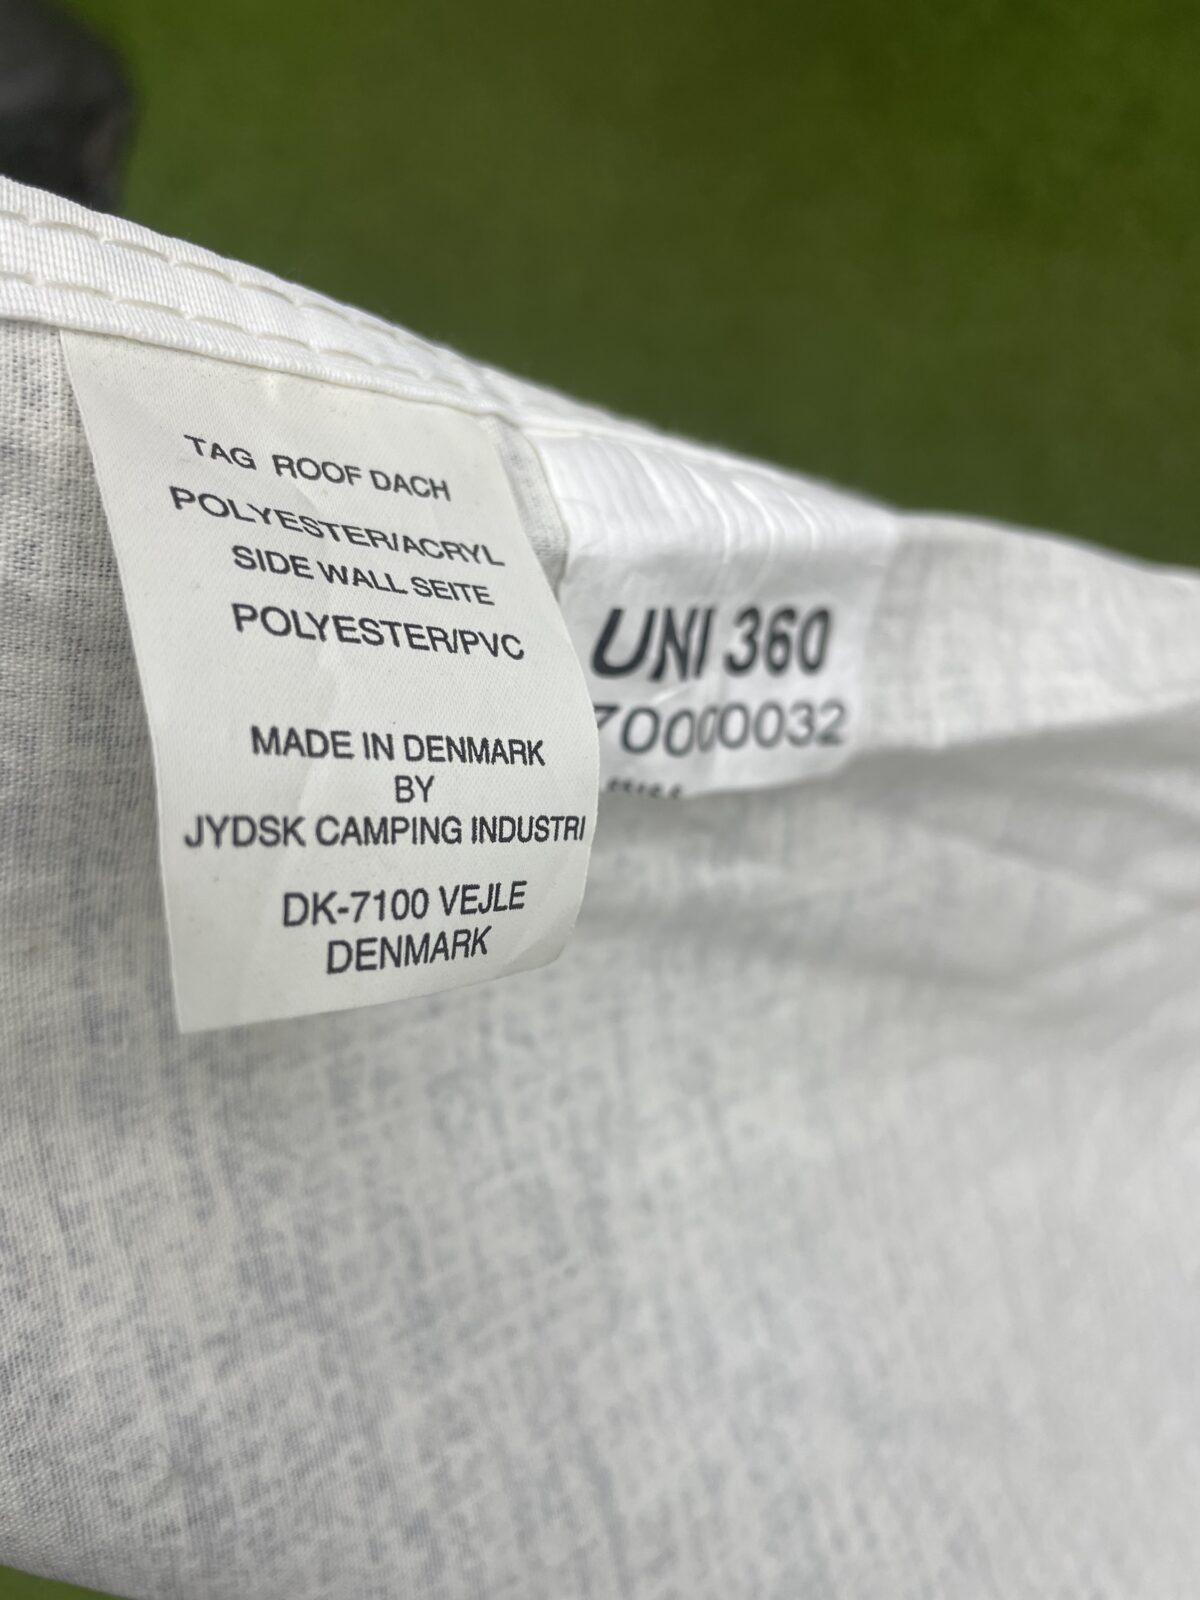 TAG ROOF DACH
POLYESTER/ACRYL
SIDE WALL SEITE
POLYESTER/PVC
MADE IN DENMARK
BY
JYDSK CAMPING INDUSTRI
DK-7100 VEJLE
DENMARK
UNI 360
70000032